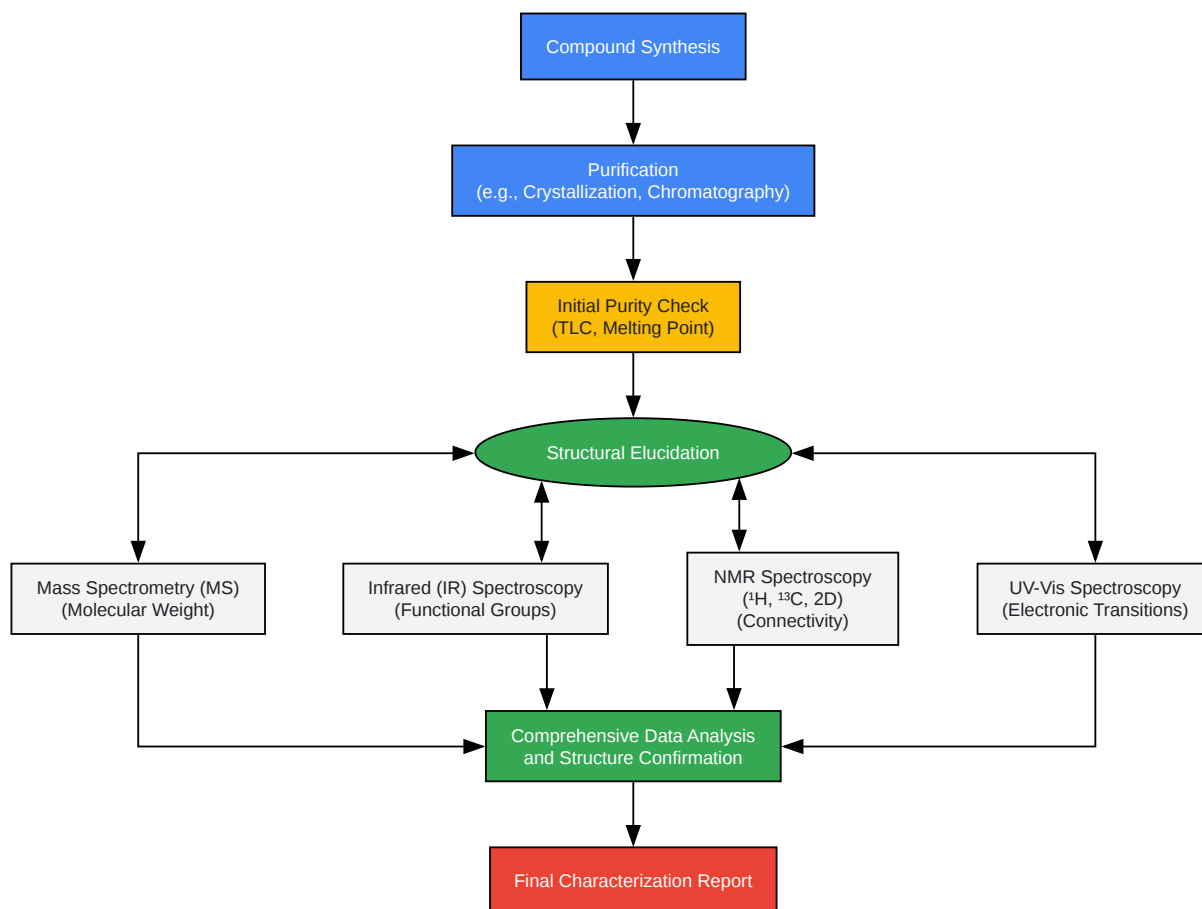 Compound Synthesis
Purification
(e.g., Crystallization, Chromatography)
Initial Purity Check
(TLC, Melting Point)
Structural Elucidation
Mass Spectrometry (MS)
(Molecular Weight)
Infrared (IR) Spectroscopy
(Functional Groups)
NMR Spectroscopy
(¹H, ¹³C, 2D)
(Connectivity)
UV-Vis Spectroscopy
(Electronic Transitions)
Comprehensive Data Analysis
and Structure Confirmation
Final Characterization Report